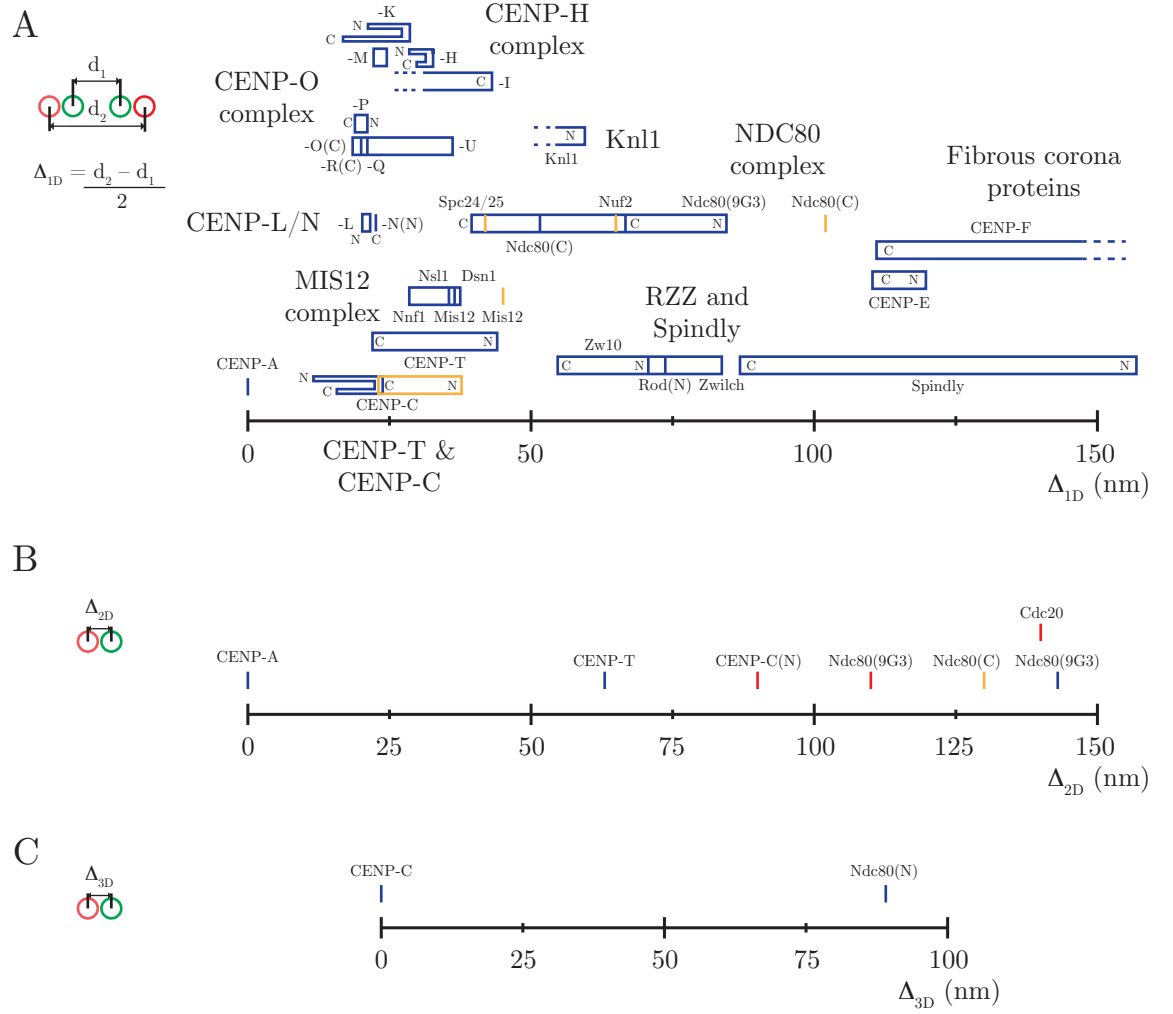 A
-K
N
C
CENP-H
complex
-M
N
C
-H
d₁
d₂
CENP-O
complex
C
-I
-P
C
N
-O(C)
-U
-R(C)
-Q
N
Knl1
Knl1
NDC80
complex
Fibrous corona
proteins
Δ₁D = d₂ − d₁
2
CENP-L/N
-L
-N(N)
N
C
Spc24/25
Nuf2
Ndc80(9G3)
Ndc80(C)
C
C
N
Ndc80(C)
CENP-F
C
C
N
CENP-E
MIS12
complex
Nsl1
Dsn1
Nnf1
Mis12
Mis12
RZZ and
Spindly
C
N
CENP-T
Zw10
C
N
Rod(N)
Zwilch
C
N
Spindly
CENP-A
N
C
C
N
CENP-C
0
50
100
150
CENP-T &
CENP-C
Δ1D (nm)
B
Δ2D
Cdc20
CENP-A
CENP-T
CENP-C(N)
Ndc80(9G3)
Ndc80(C)
Ndc80(9G3)
0
25
50
75
100
125
150
Δ2D (nm)
C
Δ3D
CENP-C
Ndc80(N)
0
25
50
75
100
Δ3D (nm)